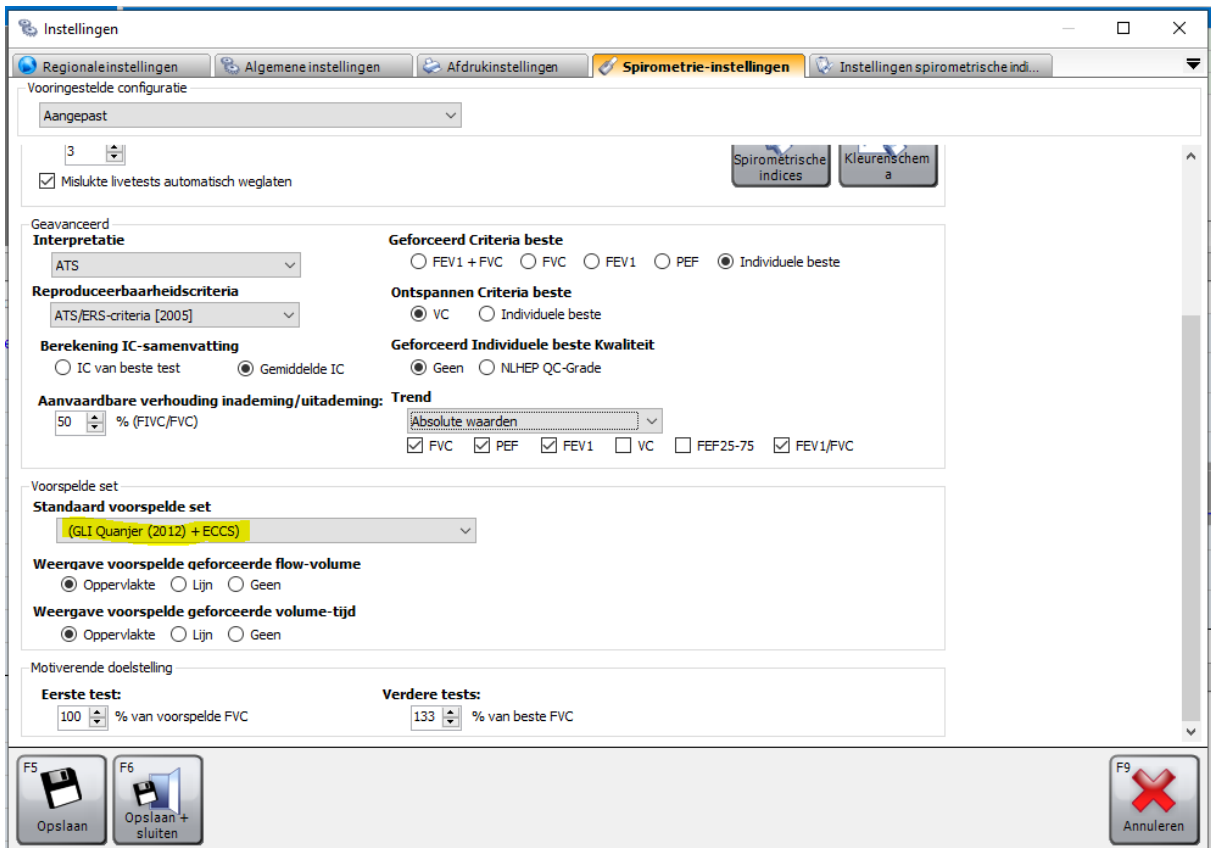 Instellingen
Regionaleinstellingen
Algemene instellingen
Afdrukinstellingen
Spirometrie-instellingen
Instellingen spirometrische indi...
Vooringestelde configuratie
Aangepast
3
Spirometrische indices
Kleurenschem a
Mislukte livetests automatisch weglaten
Geavanceerd
Interpretatie
Geforceerd Criteria beste
ATS
FEV1 + FVC FVC FEV1 PEF Individuele beste
Reproduceerbaarheidscriteria
Ontspannen Criteria beste
ATS/ERS-criteria [2005]
VC Individuele beste
Berekening IC-samenvatting
Geforceerd Individuele beste Kwaliteit
IC van beste test Gemiddelde IC
Geen NLHEP QC-Grade
Aanvaardbare verhouding inademing/uitademing:
Trend
50 % (FIVC/FVC)
Absolute waarden
FVC PEF FEV1 VC FEF25-75 FEV1/FVC
Voorspelde set
Standaard voorspelde set
(GLI Quanjer (2012) + ECCS)
Weergave voorspelde geforceerde flow-volume
Oppervlakte Lijn Geen
Weergave voorspelde geforceerde volume-tijd
Oppervlakte Lijn Geen
Motiverende doelstelling
Eerste test:
Verdere tests:
100 % van voorspelde FVC
133 % van beste FVC
F5
Opslaan
F6
Opslaan +
sluiten
F9
Annuleren